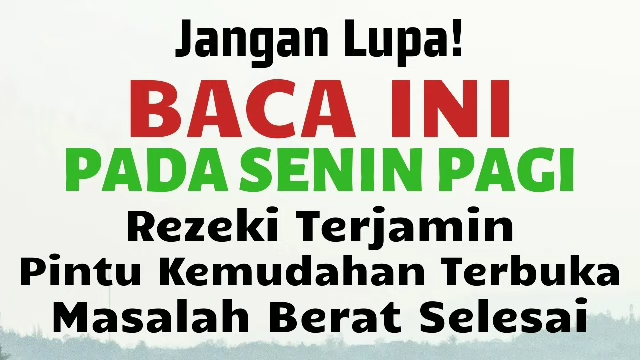 Jangan Lupa!
BACA INI
PADA SENIN PAGI
Rezeki Terjamin
Pintu Kemudahan Terbuka
Masalah Berat Selesai